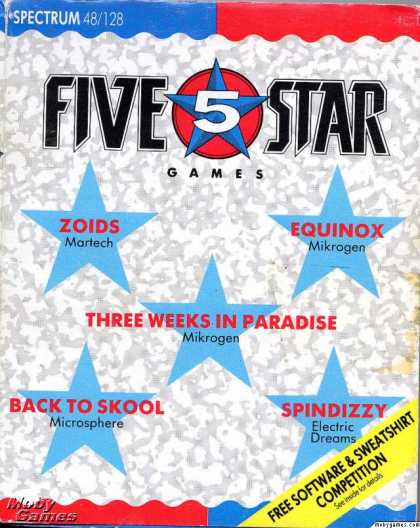 SPECTRUM 48/128
FIVE 5 STAR
GAMES
ZOIDS
Martech
EQUINOX
Mikrogen
THREE WEEKS IN PARADISE
Mikrogen
BACK TO SKOOL
Microsphere
SPINDIZZY
Electric
Dreams
FREE SOFTWARE & SWEATSHIRT
COMPETITION
See inside for details
Moby
Games
mobygames.com